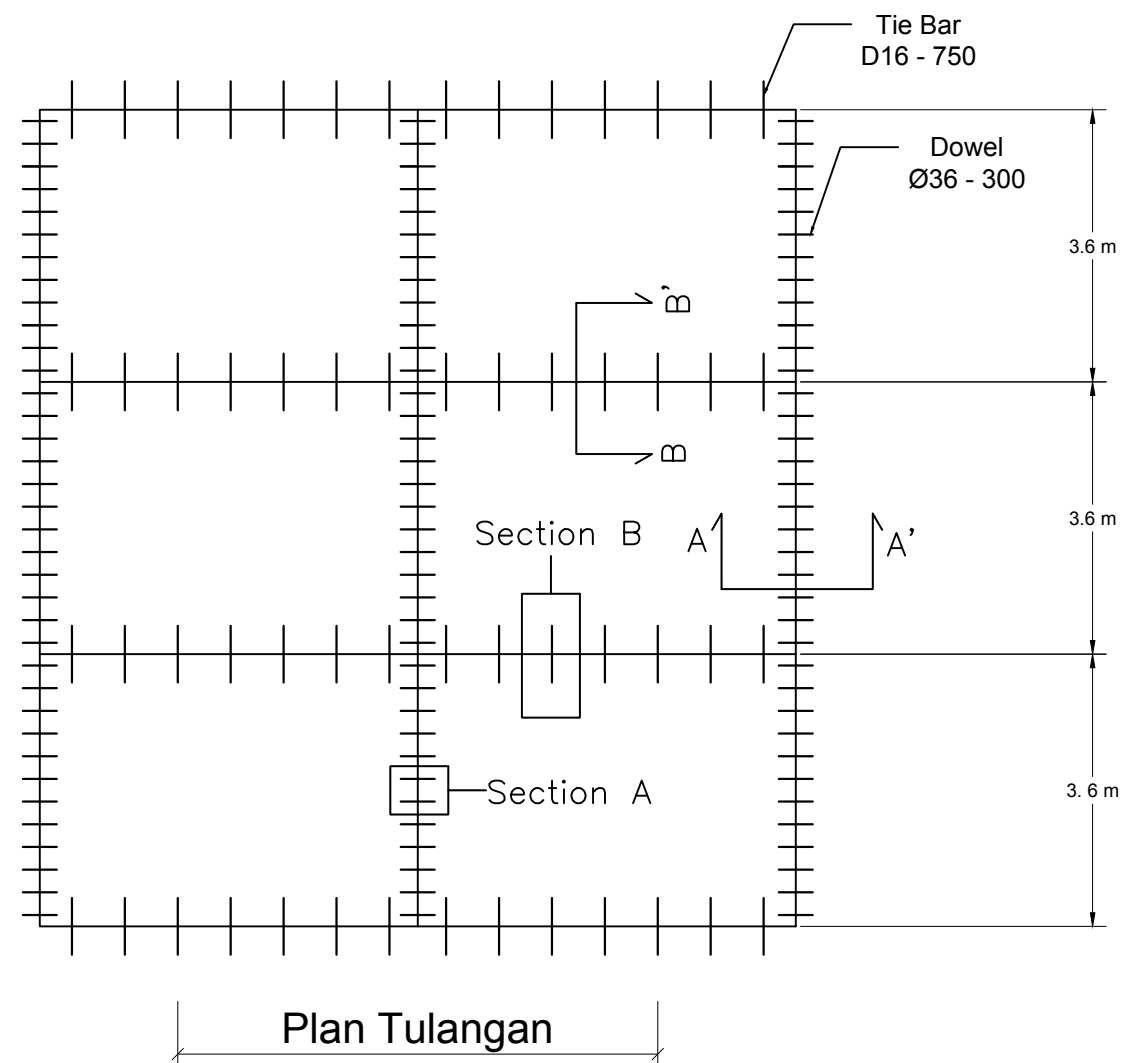 Tie Bar
D16 - 750
Dowel
Ø36 - 300
3.6 m
B'
B
3.6 m
Section B
A
A'
Section A
3. 6 m
Plan Tulangan